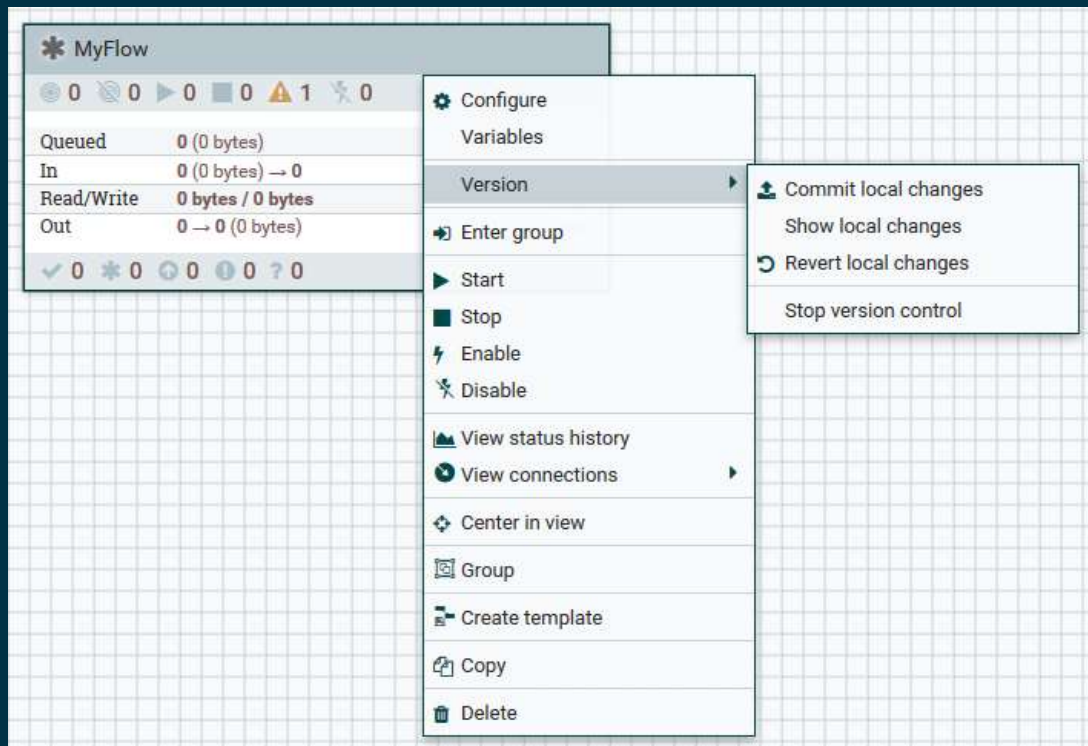 MyFlow
0 0 0 0 1 0
Queued 0 (0 bytes)
In 0 (0 bytes) → 0
Read/Write 0 bytes / 0 bytes
Out 0 → 0 (0 bytes)
0 0 0 0 ? 0
Configure
Variables
Version
Enter group
Start
Stop
Enable
Disable
View status history
View connections
Center in view
Group
Create template
Copy
Delete
Commit local changes
Show local changes
Revert local changes
Stop version control